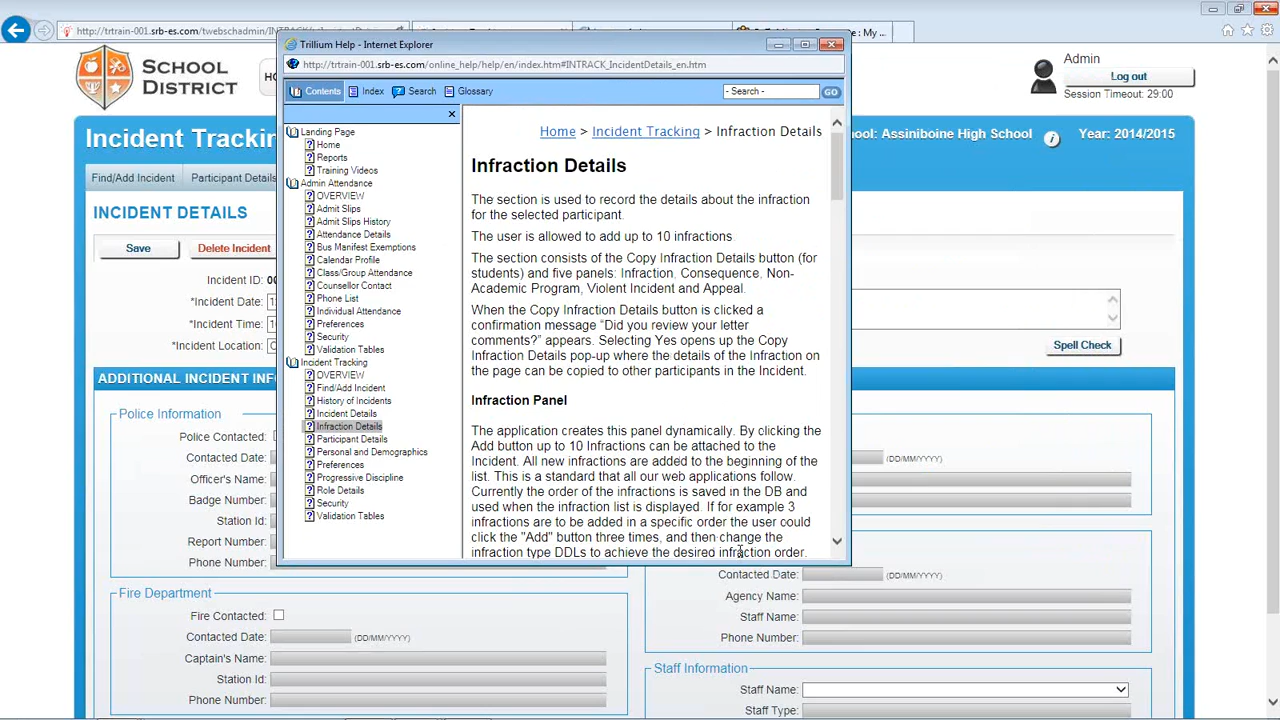 http://trtrain-001.srb-es.com/twebschadmin/INTRACK/
: My ...
SCHOOL
DISTRICT
HO
Admin
Log out
Session Timeout: 29:00
Incident Trackin
hool: Assiniboine High School
Year: 2014/2015
Find/Add Incident
Participant Details
INCIDENT DETAILS
Save
Delete Incident
Incident ID: 00
*Incident Date: 1
*Incident Time: 1
*Incident Location:
Spell Check
ADDITIONAL INCIDENT INF
Police Information
Police Contacted:
Contacted Date:
(DD/MM/YYYY)
Officer's Name:
Badge Number:
Station Id:
Report Number:
Phone Number:
Fire Department
Fire Contacted:
Contacted Date:
(DD/MM/YYYY)
Captain's Name:
Station Id:
Phone Number:
Contacted Date:
(DD/MM/YYYY)
Agency Name:
Staff Name:
Phone Number:
Staff Information
Staff Name:
Staff Type:
Trillium Help - Internet Explorer
http://trtrain-001.srb-es.com/online_help/help/en/index.htm#INTRACK_IncidentDetails_en.htm
Contents
Index
Search
Glossary
- Search -
GO
Landing Page
Home
Reports
Training Videos
Admin Attendance
OVERVIEW
Admit Slips
Admit Slips History
Attendance Details
Bus Manifest Exemptions
Calendar Profile
Class/Group Attendance
Counsellor Contact
Phone List
Individual Attendance
Preferences
Security
Validation Tables
Incident Tracking
OVERVIEW
Find/Add Incident
History of Incidents
Incident Details
Infraction Details
Participant Details
Personal and Demographics
Preferences
Progressive Discipline
Role Details
Security
Validation Tables
Home > Incident Tracking > Infraction Details
Infraction Details
The section is used to record the details about the infraction
for the selected participant.
The user is allowed to add up to 10 infractions
The section consists of the Copy Infraction Details button (for
students) and five panels: Infraction, Consequence, Non-
Academic Program, Violent Incident and Appeal.
When the Copy Infraction Details button is clicked a
confirmation message "Did you review your letter
comments?" appears. Selecting Yes opens up the Copy
Infraction Details pop-up where the details of the Infraction on
the page can be copied to other participants in the Incident.
Infraction Panel
The application creates this panel dynamically. By clicking the
Add button up to 10 Infractions can be attached to the
Incident. All new infractions are added to the beginning of the
list. This is a standard that all our web applications follow.
Currently the order of the infractions is saved in the DB and
used when the infraction list is displayed. If for example 3
infractions are to be added in a specific order the user could
click the "Add" button three times, and then change the
infraction type DDLs to achieve the desired infraction order.